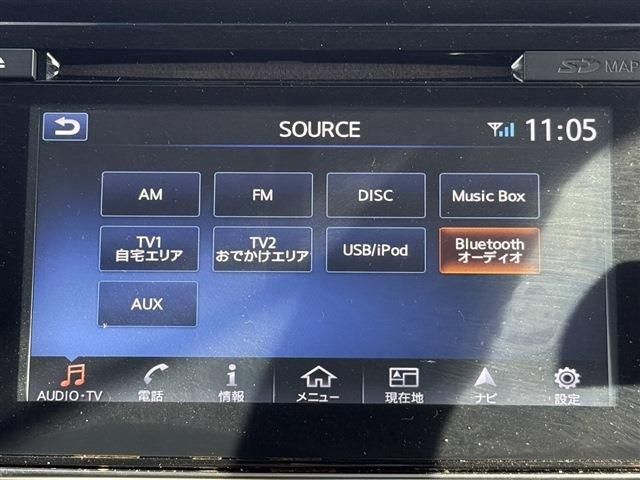 SD MAP
SOURCE
11:05
AM
FM
DISC
Music Box
TV1
自宅エリア
TV2
おでかけエリア
USB/iPod
Bluetooth
オーディオ
AUX
AUDIO・TV
電話
情報
メニュー
現在地
ナビ
設定